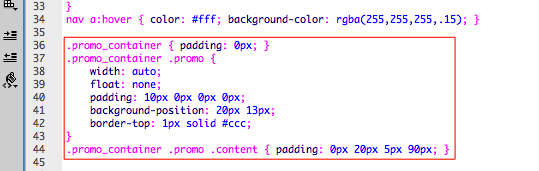 33 }
34 nav a:hover { color: #fff; background-color: rgba(255,255,255,.15); }
35
36 .promo_container { padding: 0px; }
37 .promo_container .promo {
38 width: auto;
39 float: none;
40 padding: 10px 0px 0px 0px;
41 background-position: 20px 13px;
42 border-top: 1px solid #ccc;
43 }
44 .promo_container .promo .content { padding: 0px 20px 5px 90px; }
45